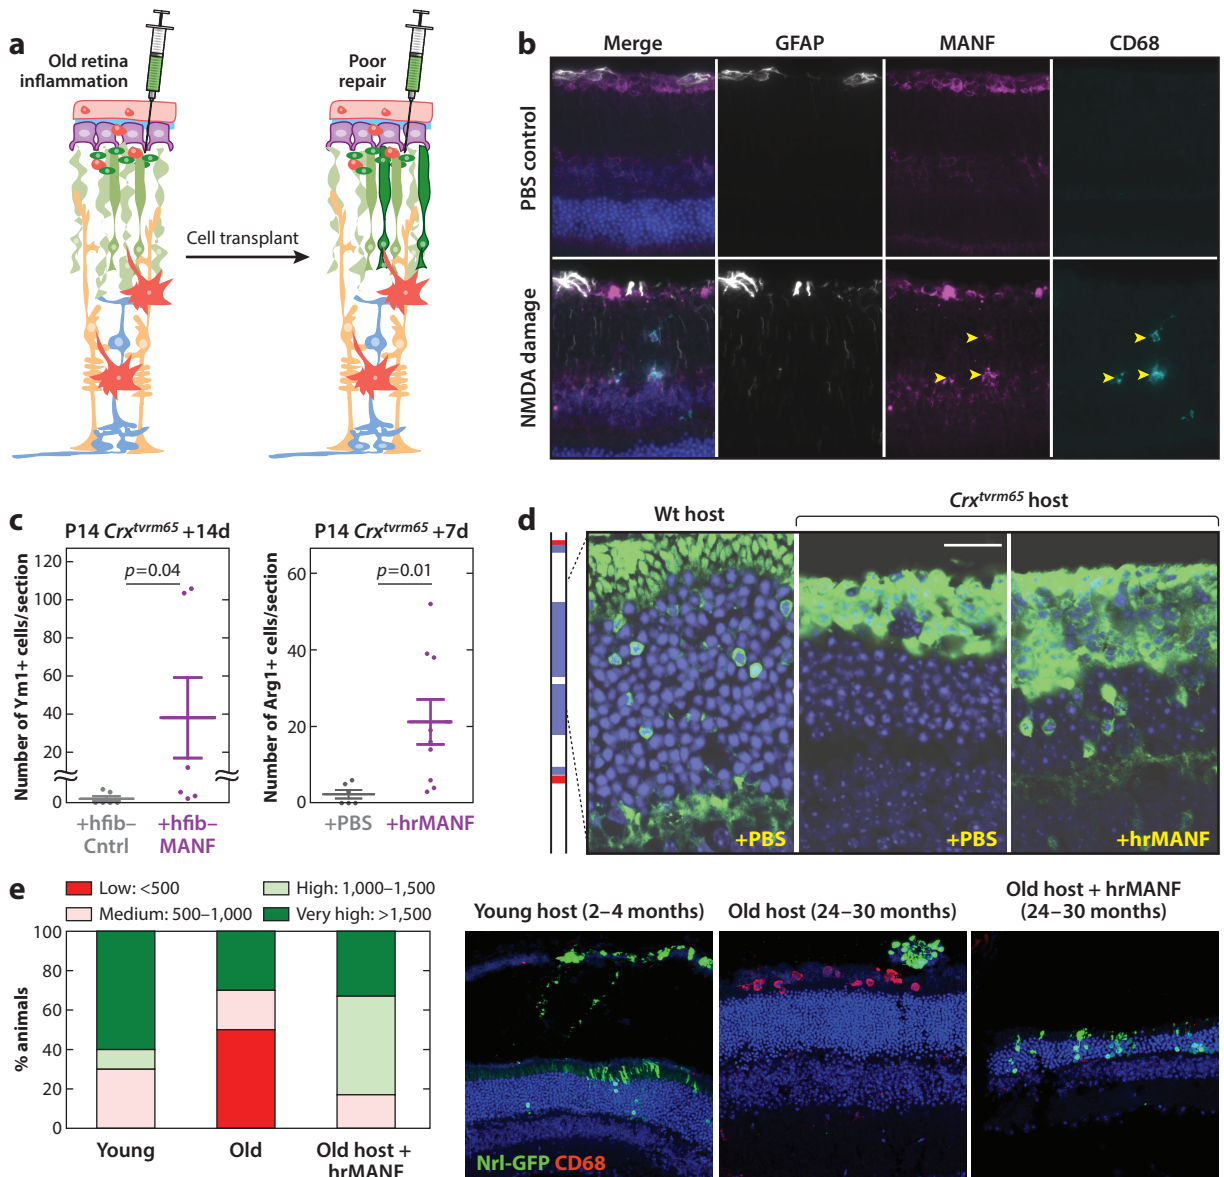 a
Old retina
inflammation
Poor
repair
Cell transplant
b
Merge
GFAP
MANF
CD68
PBS control
NMDA damage
c
P14 Crxtvrm65 +14d
Number of Ym1+ cells/section
120
100
80
60
40
20
0
p=0.04
+hfib–
Cntrl
+hfib–
MANF
P14 Crxtvrm65 +7d
Number of Arg1+ cells/section
60
40
20
0
p=0.01
+PBS
+hrMANF
d
Wt host
Crxtvrm65 host
+PBS
+PBS
+hrMANF
e
Low: <500
High: 1,000–1,500
Medium: 500–1,000
Very high: >1,500
% animals
100
80
60
40
20
0
Young
Old
Old host +
hrMANF
Young host (2–4 months)
Old host (24–30 months)
Old host + hrMANF
(24–30 months)
Nrl-GFP CD68